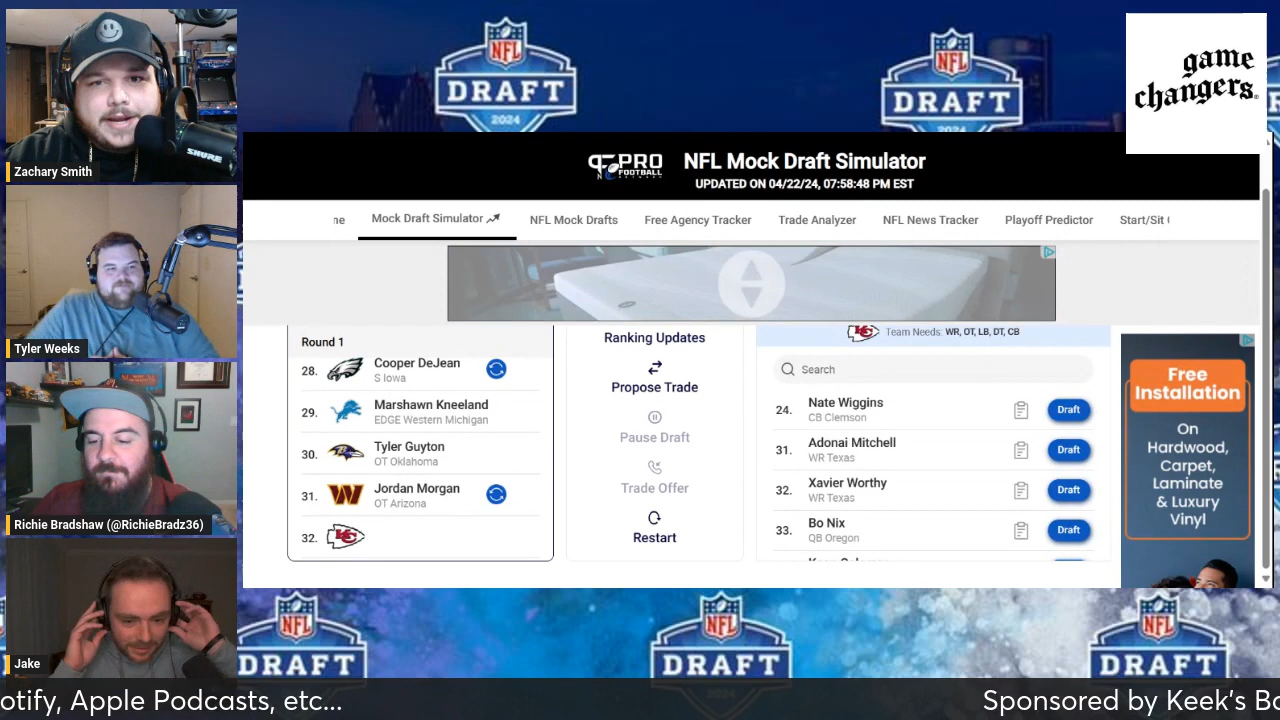 Zachary Smith
Tyler Weeks
Richie Bradshaw (@RichieBradz36)
Jake
SHURE
NFL
DRAFT
2024
NFL
DRAFT
2024
game
changers
PRO
FOOTBALL
NFL Mock Draft Simulator
UPDATED ON 04/22/24, 07:58:48 PM EST
ne
Mock Draft Simulator
NFL Mock Drafts
Free Agency Tracker
Trade Analyzer
NFL News Tracker
Playoff Predictor
Start/Sit
Round 1
28.
Cooper DeJean
S Iowa
29.
Marshawn Kneeland
EDGE Western Michigan
30.
Tyler Guyton
OT Oklahoma
31.
Jordan Morgan
OT Arizona
32.
KC
Ranking Updates
Propose Trade
Pause Draft
Trade Offer
Restart
KC
Team Needs: WR, OT, LB, DT, CB
Search
24.
Nate Wiggins
CB Clemson
Draft
31.
Adonai Mitchell
WR Texas
Draft
32.
Xavier Worthy
WR Texas
Draft
33.
Bo Nix
QB Oregon
Draft
Free
Installation
On
Hardwood,
Carpet,
Laminate
& Luxury
Vinyl
NFL
DRAFT
NFL
DRAFT
NFL
DRAFT
otify, Apple Podcasts, etc...
Sponsored by Keek's Ba